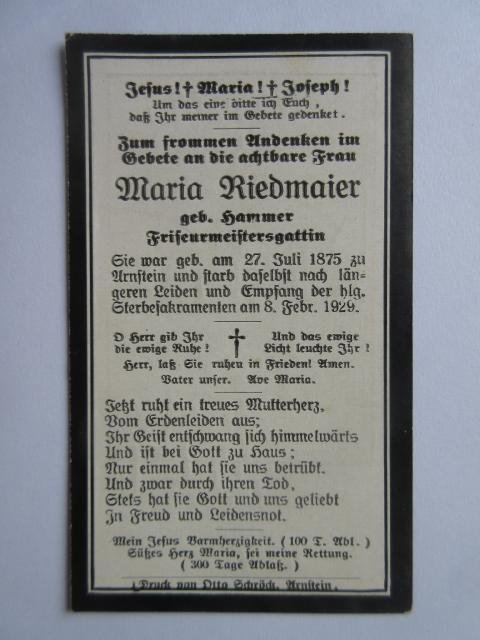 Jesus! † Maria! † Joseph!
Um das eine bitte ich Euch,
daß Ihr meiner im Gebete gedenket.
Zum frommen Andenken im
Gebete an die achtbare Frau
Maria Riedmaier
geb. Hammer
Friseurmeistersgattin
Sie war geb. am 27. Juli 1875 zu
Arnstein und starb daselbst nach län-
geren Leiden und Empfang der hlg.
Sterbesakramenten am 8. Febr. 1929.
O Herr gib Ihr
die ewige Ruhe!
†
Und das ewige
Licht leuchte Ihr!
Herr, laß Sie ruhen in Frieden! Amen.
Vater unser. Ave Maria.
Jetzt ruht ein treues Mutterherz,
Vom Erdenleiden aus;
Ihr Geist entschwang sich himmelwärts
Und ist bei Gott zu Haus;
Nur einmal hat sie uns betrübt.
Und zwar durch ihren Tod,
Stets hat sie Gott und uns geliebt
In Freud und Leidensnot.
Mein Jesus Barmherzigkeit. (100 T. Abl.)
Süßes Herz Maria, sei meine Rettung.
(300 Tage Ablaß.)
Druck von Otto Schröck, Arnstein.